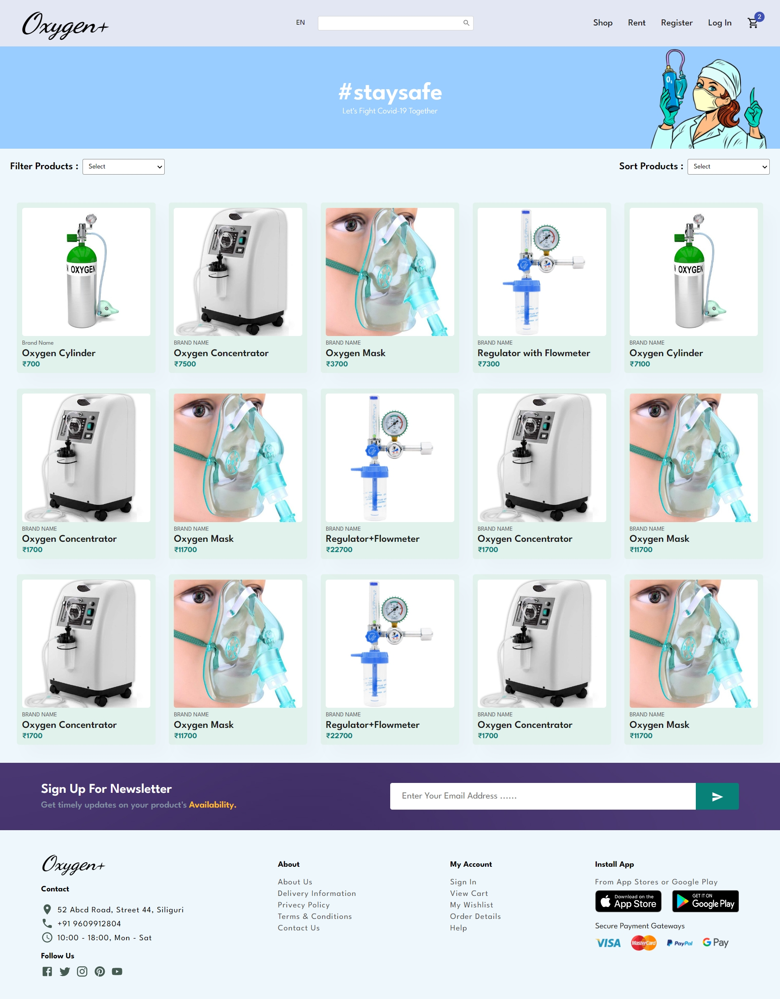 Oxygen+
EN
Shop Rent Register Log In 2
#staysafe
Let's Fight Covid-19 Together
O₂
Filter Products : Select
Sort Products : Select
OXYGEN
OXYGEN
Brand Name BRAND NAME BRAND NAME BRAND NAME BRAND NAME
Oxygen Cylinder Oxygen Concentrator Oxygen Mask Regulator with Flowmeter Oxygen Cylinder
₹700 ₹7500 ₹3700 ₹7300 ₹7100
BRAND NAME BRAND NAME BRAND NAME BRAND NAME BRAND NAME
Oxygen Concentrator Oxygen Mask Regulator+Flowmeter Oxygen Concentrator Oxygen Mask
₹1700 ₹11700 ₹22700 ₹1700 ₹11700
BRAND NAME BRAND NAME BRAND NAME BRAND NAME BRAND NAME
Oxygen Concentrator Oxygen Mask Regulator+Flowmeter Oxygen Concentrator Oxygen Mask
₹1700 ₹11700 ₹22700 ₹1700 ₹11700
Sign Up For Newsletter
Get timely updates on your product's Availability.
Enter Your Email Address ......
Oxygen+
Contact
52 Abcd Road, Street 44, Siliguri
+91 9609912804
10:00 - 18:00, Mon - Sat
Follow Us
About
About Us
Delivery Information
Privecy Policy
Terms & Conditions
Contact Us
My Account
Sign In
View Cart
My Wishlist
Order Details
Help
Install App
From App Stores or Google Play
Download on the
App Store
GET IT ON
Google Play
Secure Payment Gateways
VISA MasterCard PayPal G Pay